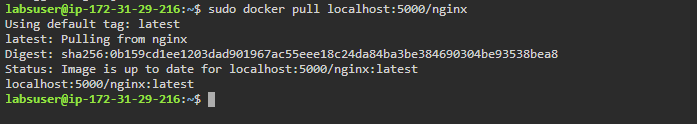 labsuser@ip-172-31-29-216:~$ sudo docker pull localhost:5000/nginx
Using default tag: latest
latest: Pulling from nginx
Digest: sha256:0b159cd1ee1203dad901967ac55eee18c24da84ba3be384690304be93538bea8
Status: Image is up to date for localhost:5000/nginx:latest
localhost:5000/nginx:latest
labsuser@ip-172-31-29-216:~$